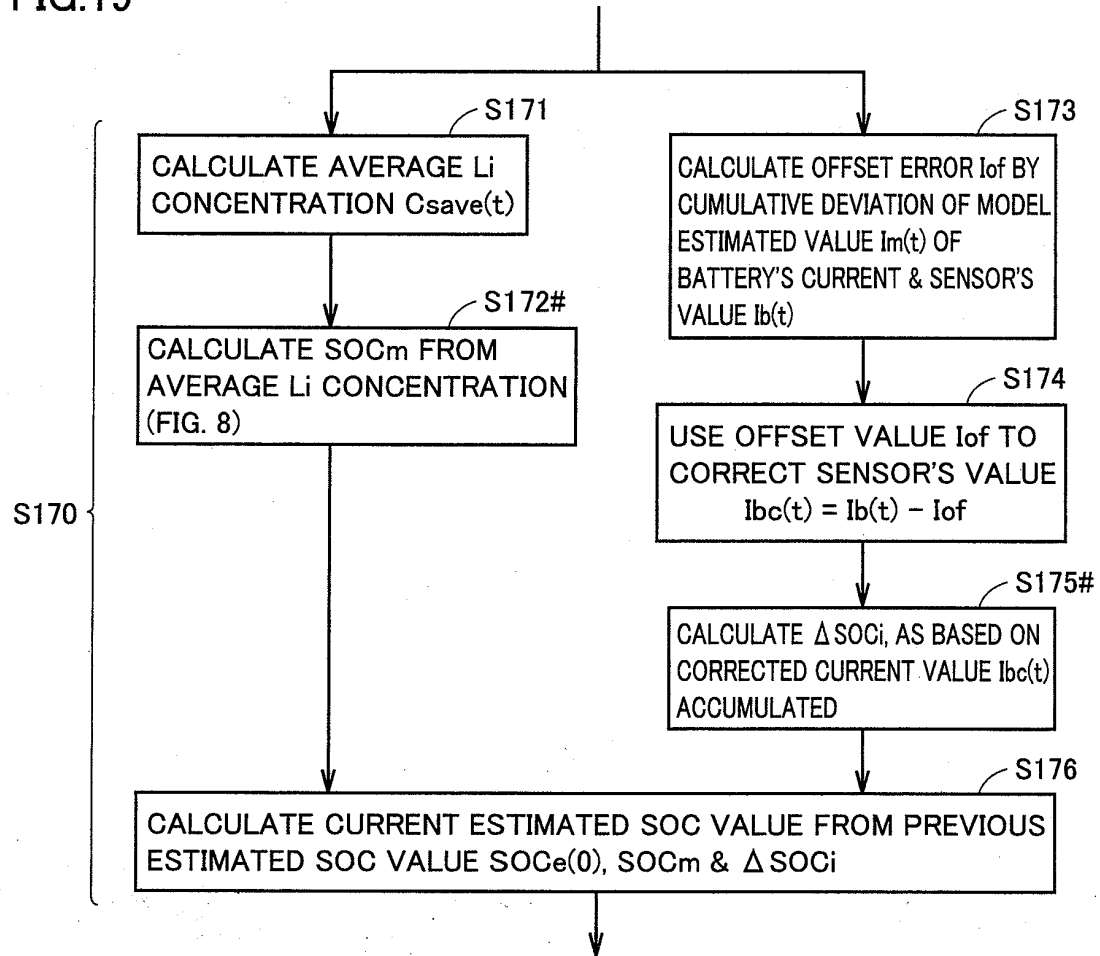 FIG.
S171
CALCULATE AVERAGE Li
CONCENTRATION Csave(t)
S172#
CALCULATE SOCm FROM
AVERAGE Li CONCENTRATION
(FIG. 8)
S173
CALCULATE OFFSET ERROR Iof BY
CUMULATIVE DEVIATION OF MODEL
ESTIMATED VALUE Im(t) OF
BATTERY'S CURRENT & SENSOR'S
VALUE Ib(t)
S174
USE OFFSET VALUE Iof TO
CORRECT SENSOR'S VALUE
Ibc(t) = Ib(t) − Iof
S175#
CALCULATE ΔSOCi, AS BASED ON
CORRECTED CURRENT VALUE Ibc(t)
ACCUMULATED
S170
S176
CALCULATE CURRENT ESTIMATED SOC VALUE FROM PREVIOUS
ESTIMATED SOC VALUE SOCe(0), SOCm & ΔSOCi